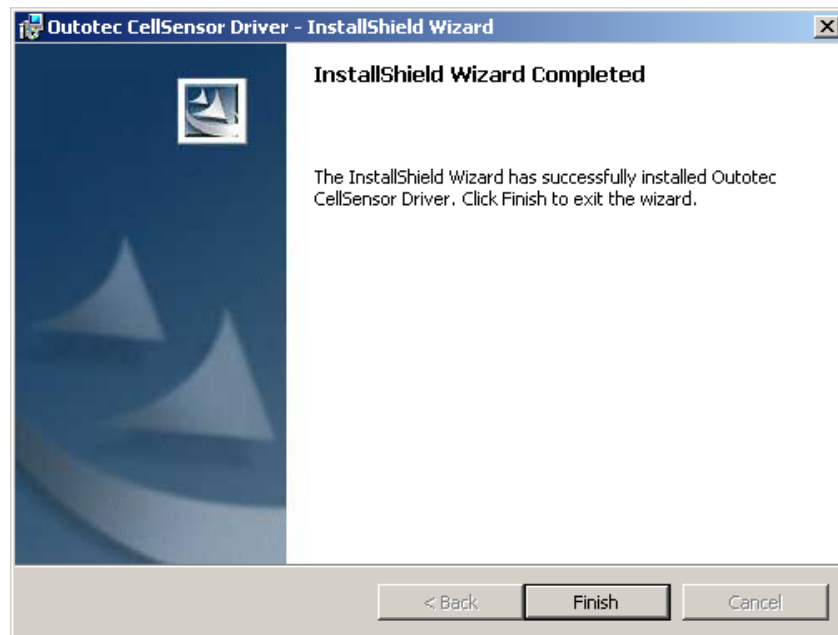 Outotec CellSensor Driver - InstallShield Wizard
InstallShield Wizard Completed
The InstallShield Wizard has successfully installed Outotec
CellSensor Driver. Click Finish to exit the wizard.
< Back Finish Cancel